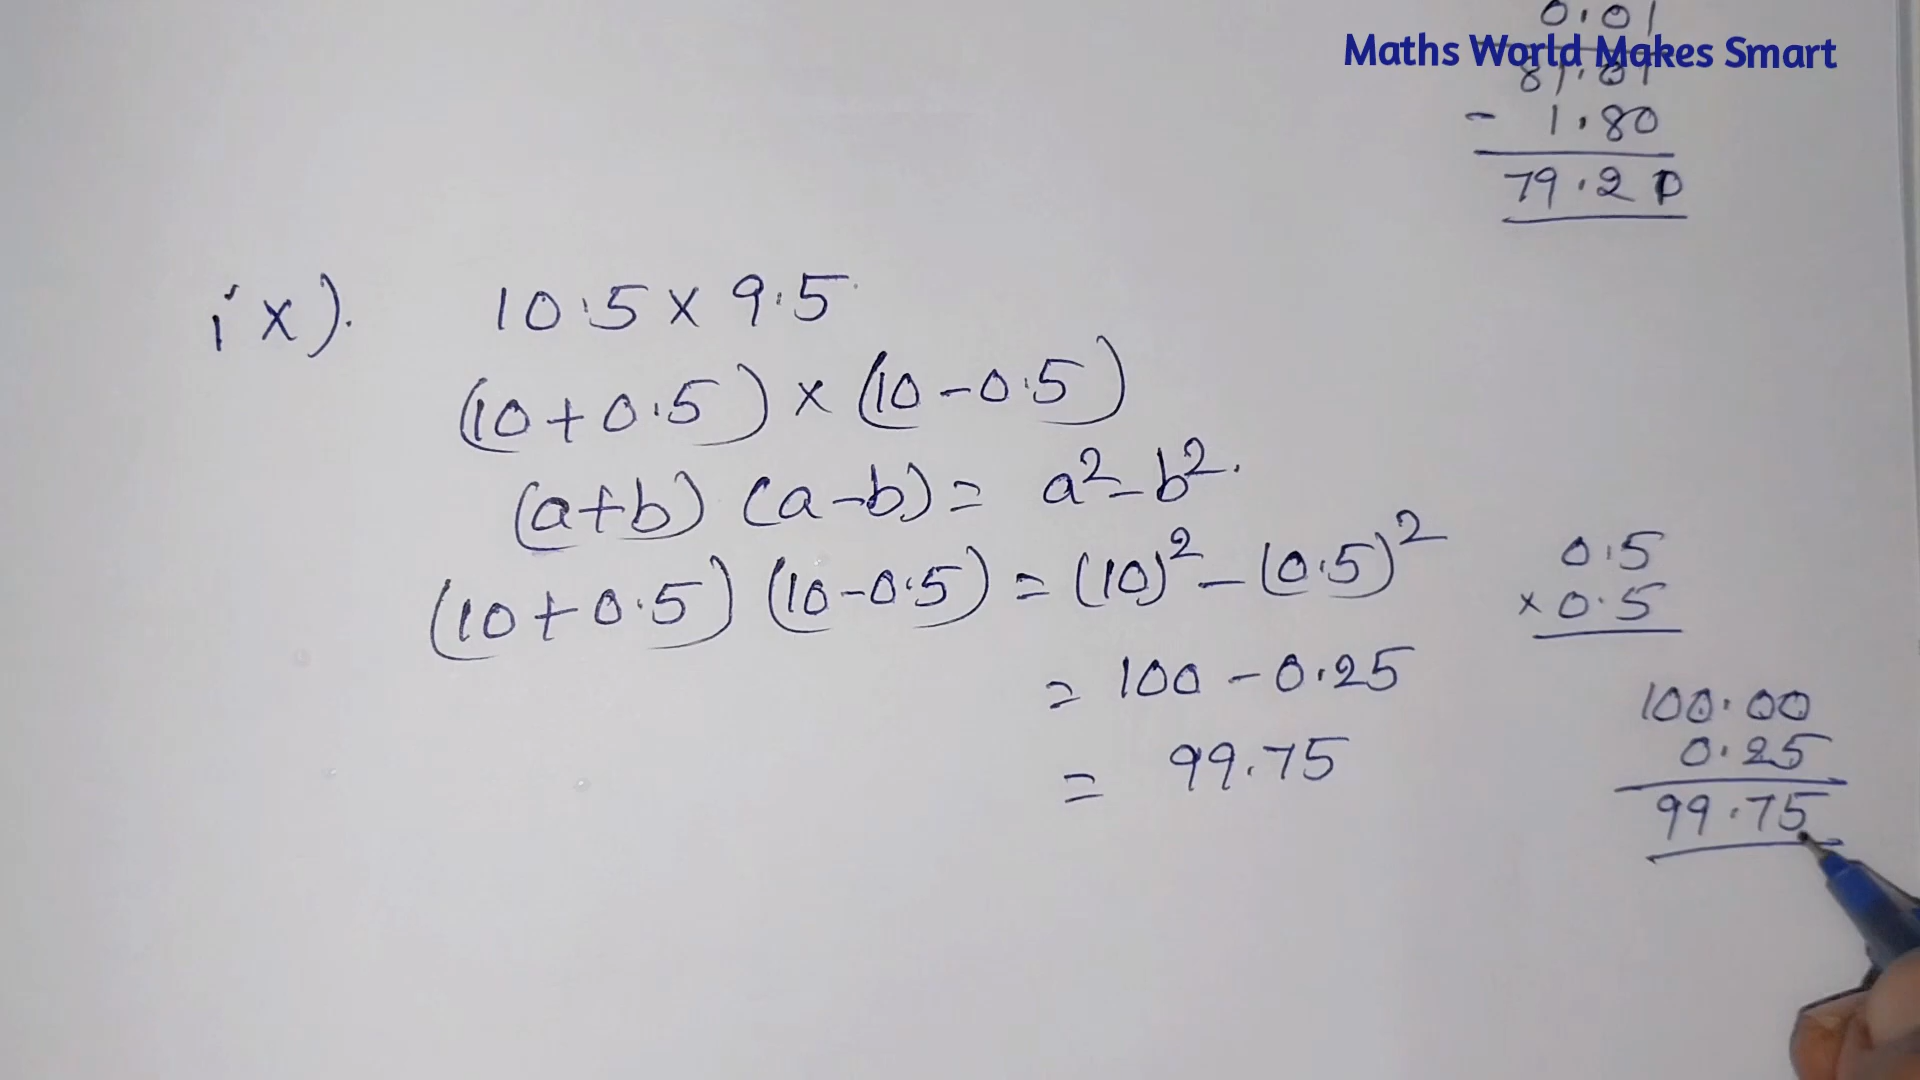 0.01
Maths World Makes Smart
81.01
- 1.80
79.20
ix). 10.5 × 9.5
(10+0.5) × (10-0.5)
(a+b) (a-b) = a²-b².
(10+0.5) (10-0.5) = (10)² - (0.5)²
= 100 - 0.25
= 99.75
0.5
× 0.5
100.00
0.25
99.75